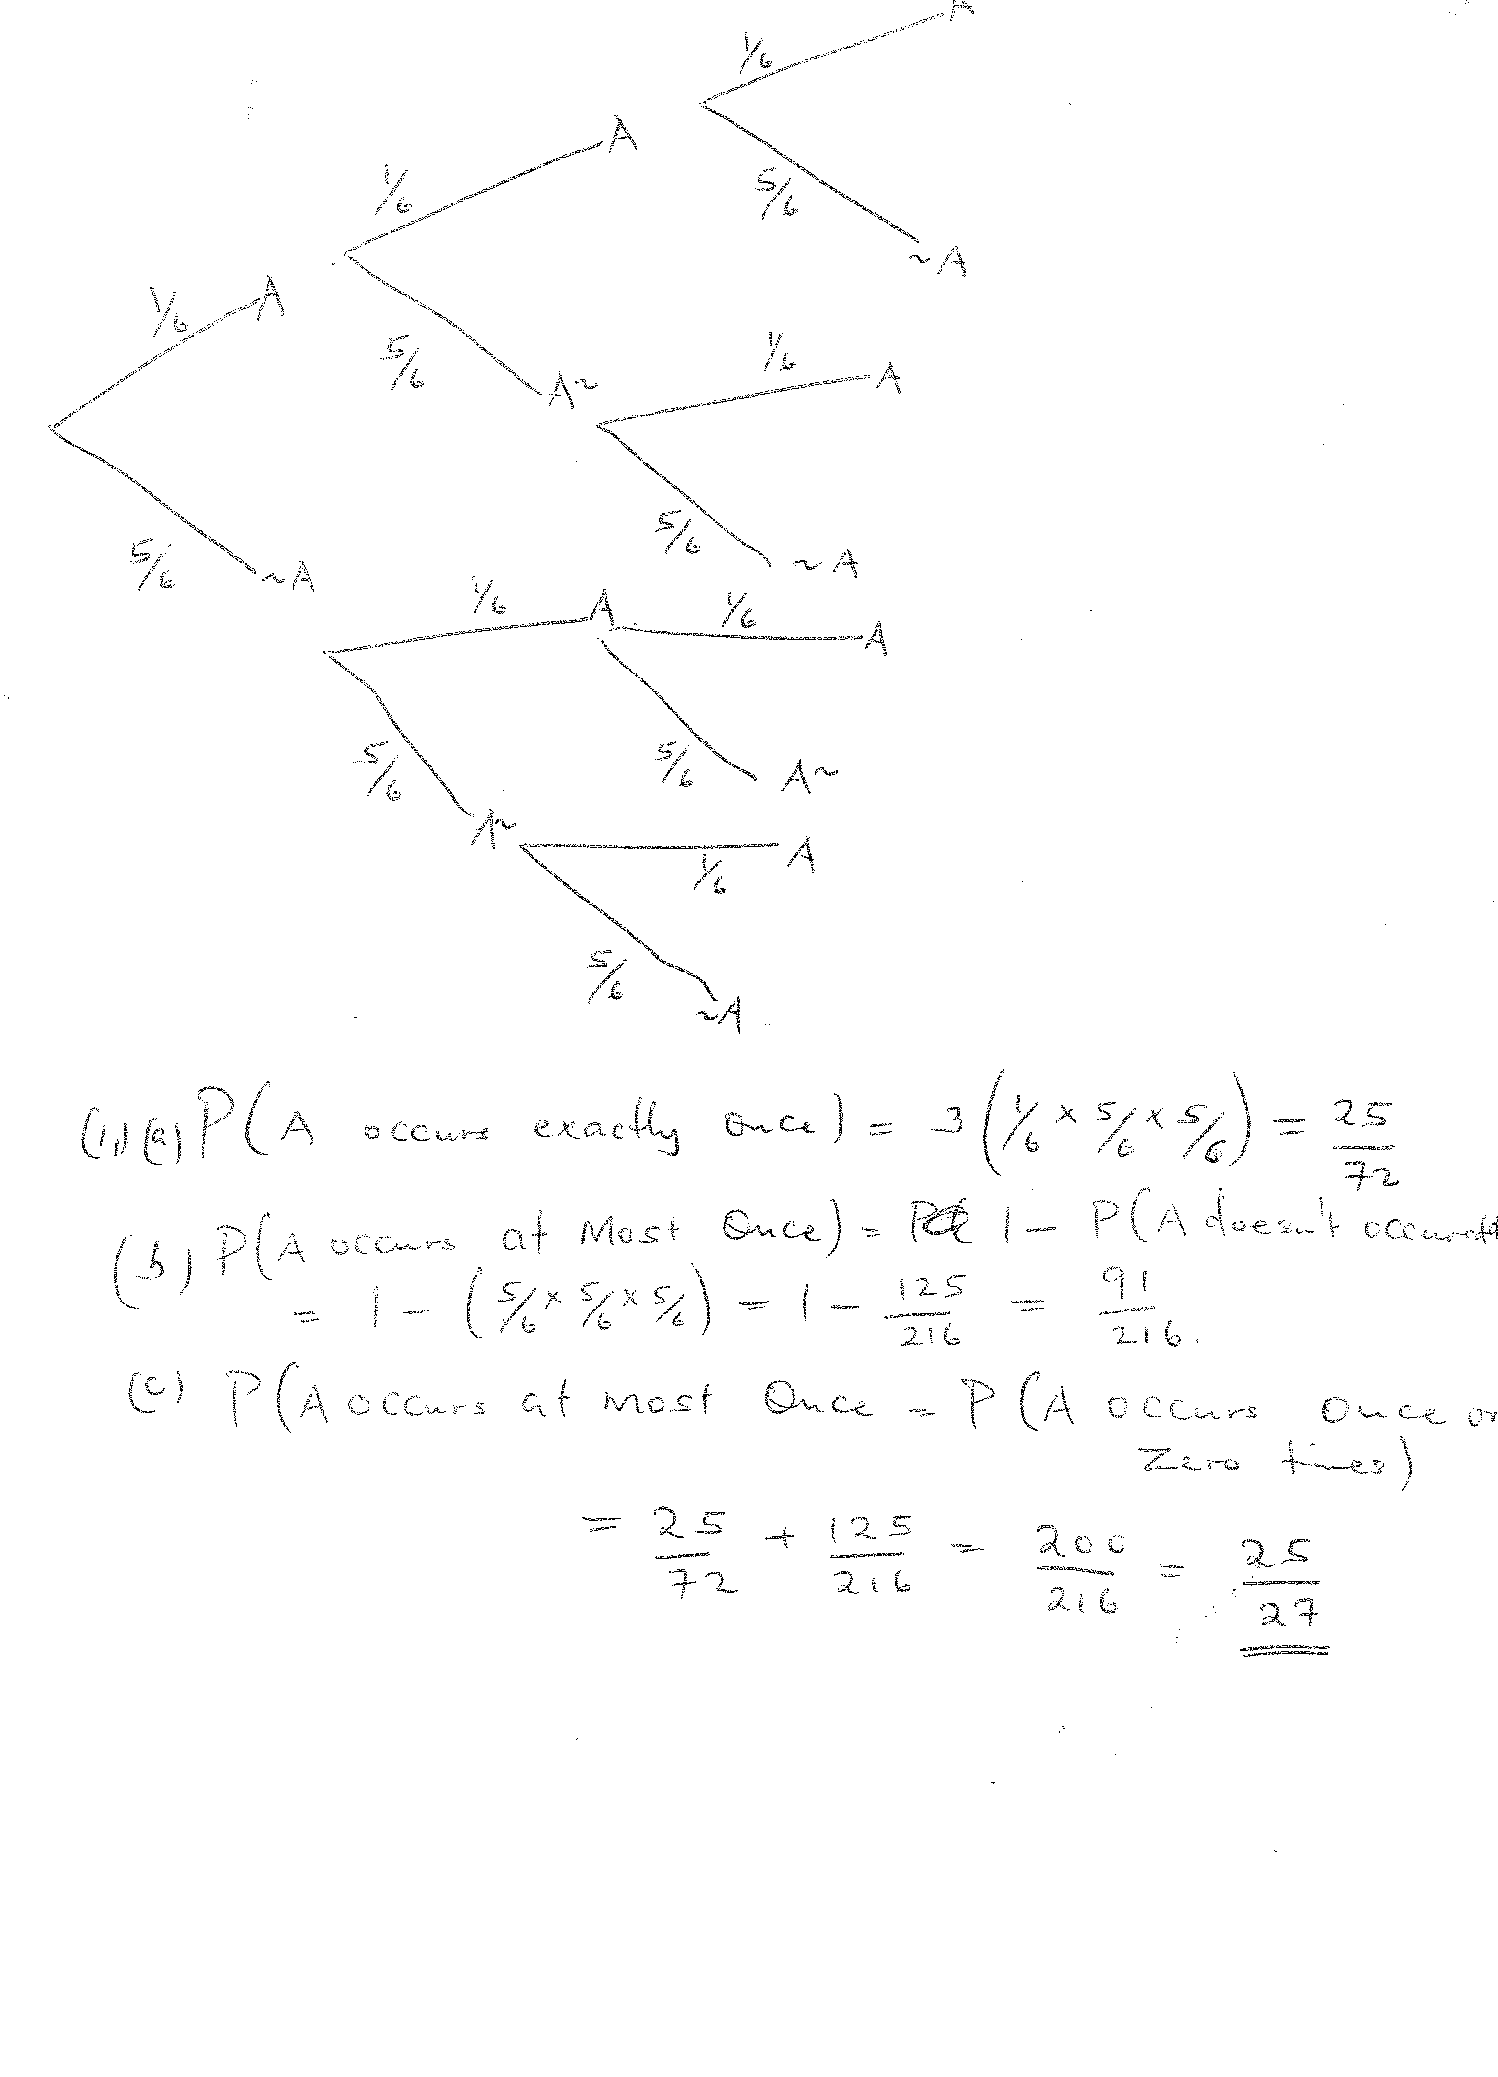 A
1/6
A
1/6
5/6
~A
A
1/6
5/6
A~
1/6
A
5/6
~A
5/6
~A
1/6
A
1/6
A
5/6
A~
5/6
A~
A
1/6
5/6
~A
(ii) (a) P(A occurs exactly once) = 3 (1/6 × 5/6 × 5/6) = 25/72
(b) P(A occurs at Most Once) = 1 - P(A doesn't occur
= 1 - (5/6 × 5/6 × 5/6) = 1 - 125/216 = 91/216.
(c) P(A occurs at most Once = P(A occurs once or
Zero times)
= 25/72 + 125/216 = 200/216 = 25/27